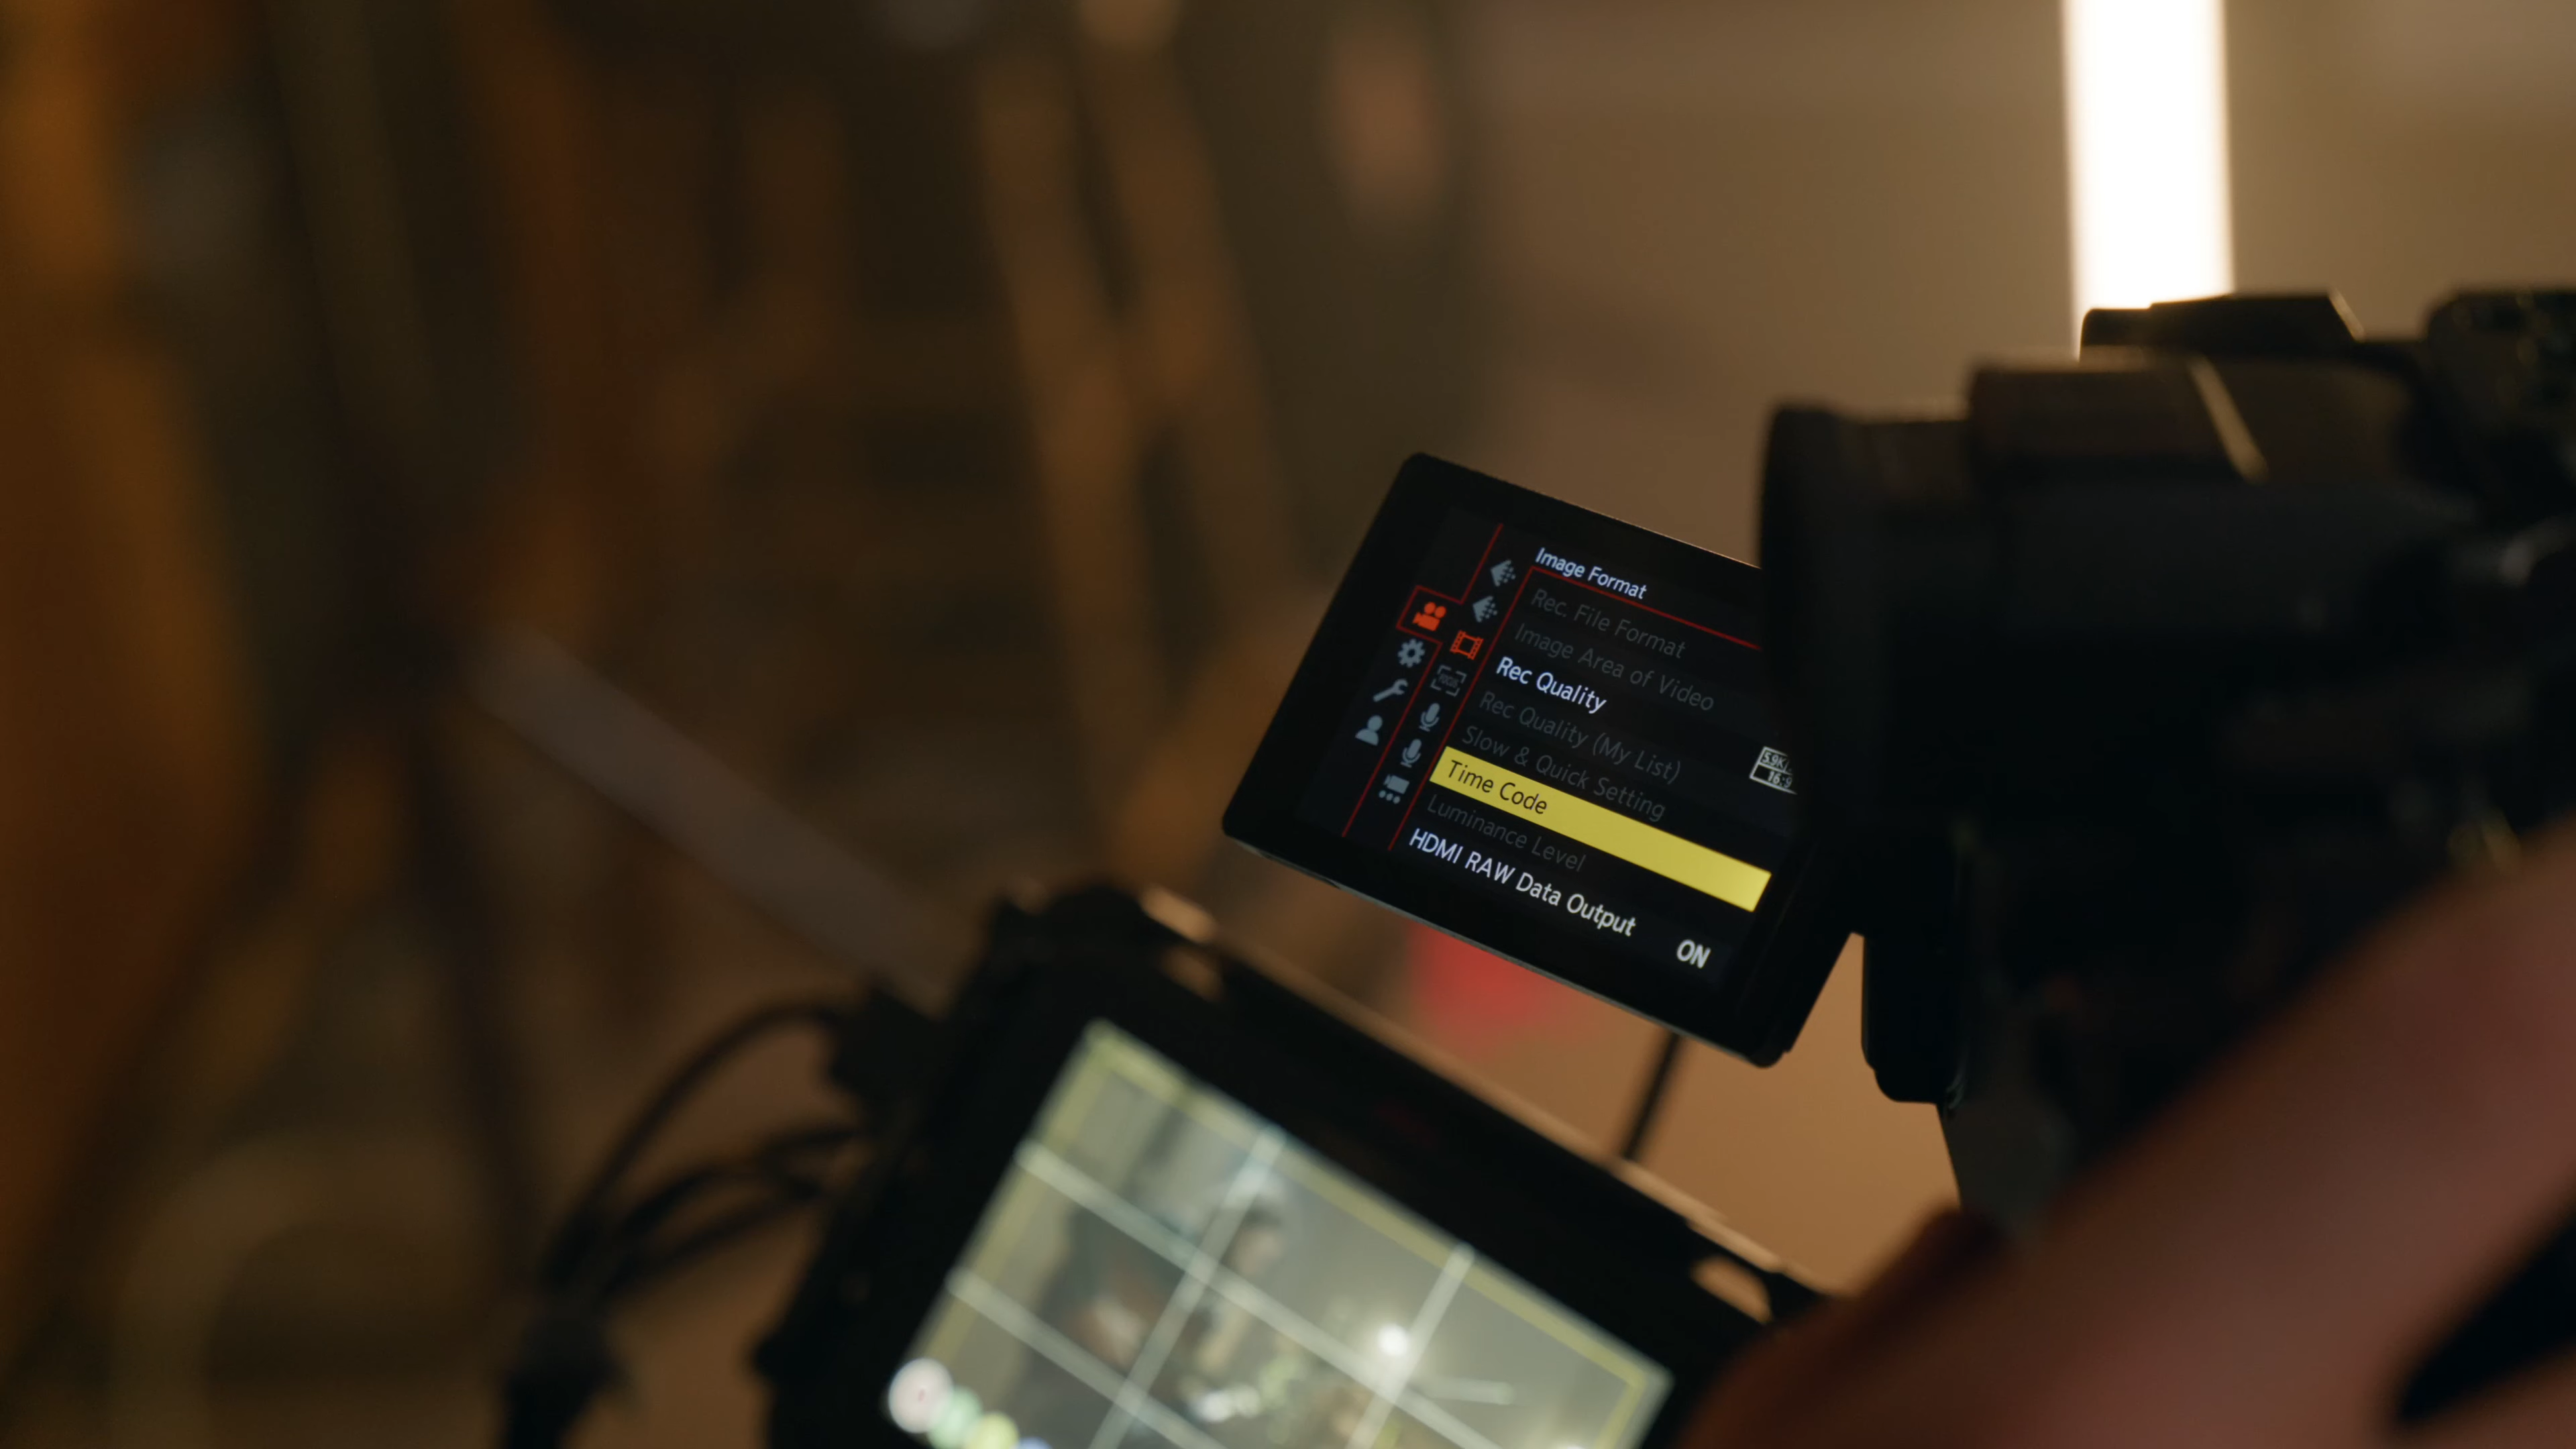 Image Format
Rec. File Format
Image Area of Video
Rec Quality
Rec Quality (My List)
Slow & Quick Setting
Time Code
Luminance Level
HDMI RAW Data Output
ON